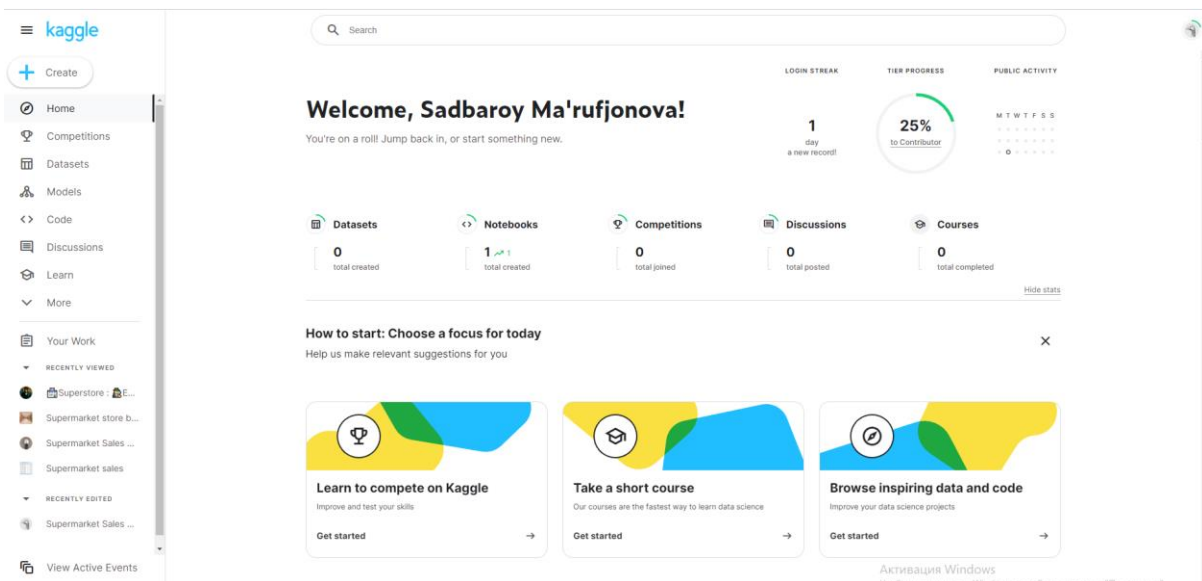 kaggle
Search
Create
Home
Competitions
Datasets
Models
Code
Discussions
Learn
More
Your Work
RECENTLY VIEWED
Superstore : E...
Supermarket store b...
Supermarket Sales ...
Supermarket sales
RECENTLY EDITED
Supermarket Sales ...
View Active Events
Welcome, Sadbaroy Ma'rufjonova!
You're on a roll! Jump back in, or start something new.
LOGIN STREAK
1
day
a new record!
TIER PROGRESS
25%
to Contributor
PUBLIC ACTIVITY
M T W T F S S
Datasets
0
total created
Notebooks
1 1
total created
Competitions
0
total joined
Discussions
0
total posted
Courses
0
total completed
Hide stats
How to start: Choose a focus for today
Help us make relevant suggestions for you
Learn to compete on Kaggle
Improve and test your skills
Get started
Take a short course
Our courses are the fastest way to learn data science
Get started
Browse inspiring data and code
Improve your data science projects
Get started
Активация Windows